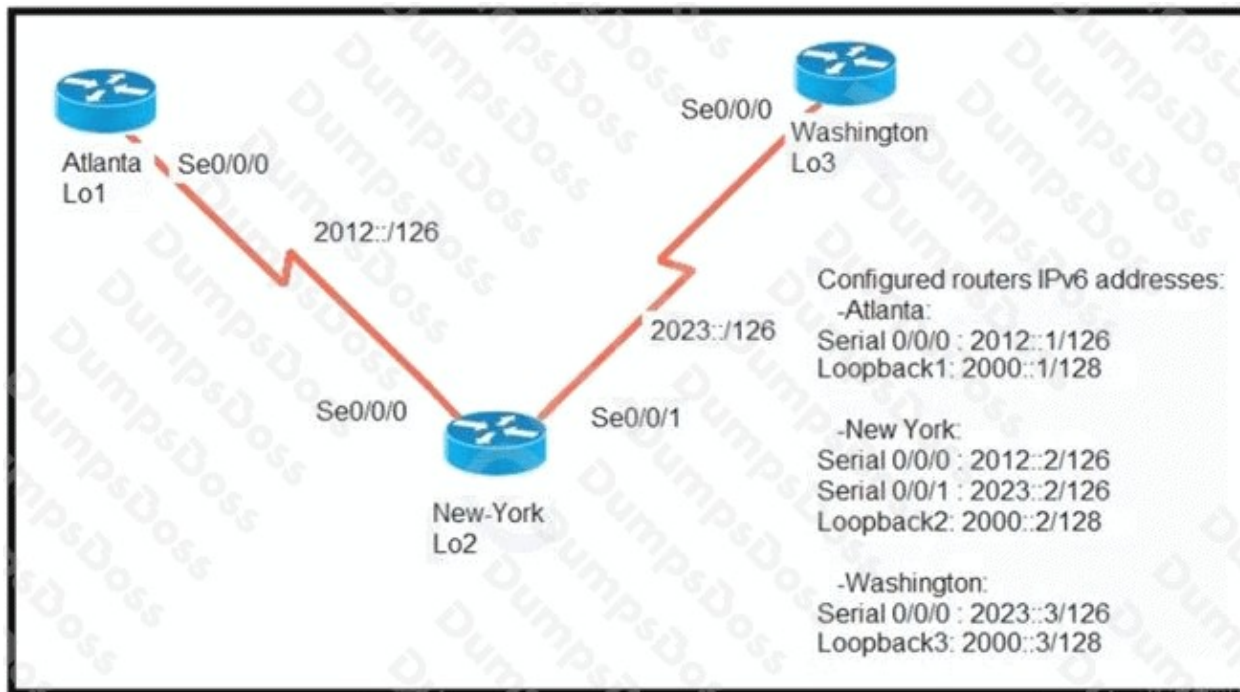 Atlanta
Lo1
Se0/0/0
2012::/126
Se0/0/0
Washington
Lo3
2023::/126
Se0/0/0
Se0/0/1
New-York
Lo2
Configured routers IPv6 addresses:
-Atlanta:
Serial 0/0/0 : 2012::1/126
Loopback1: 2000::1/128
-New York:
Serial 0/0/0 : 2012::2/126
Serial 0/0/1 : 2023::2/126
Loopback2: 2000::2/128
-Washington:
Serial 0/0/0 : 2023::3/126
Loopback3: 2000::3/128
DumpsDoss